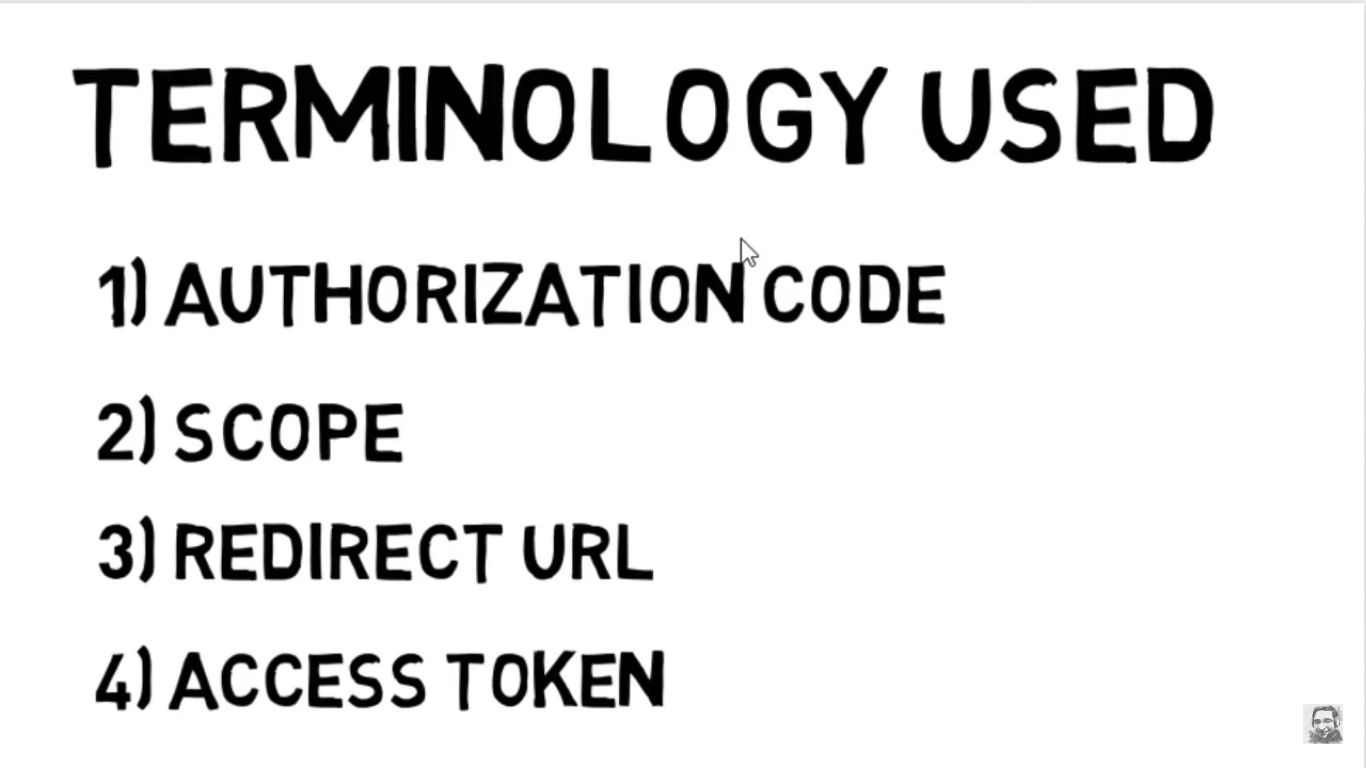 TERMINOLOGY USED
1) AUTHORIZATION CODE
2) SCOPE
3) REDIRECT URL
4) ACCESS TOKEN